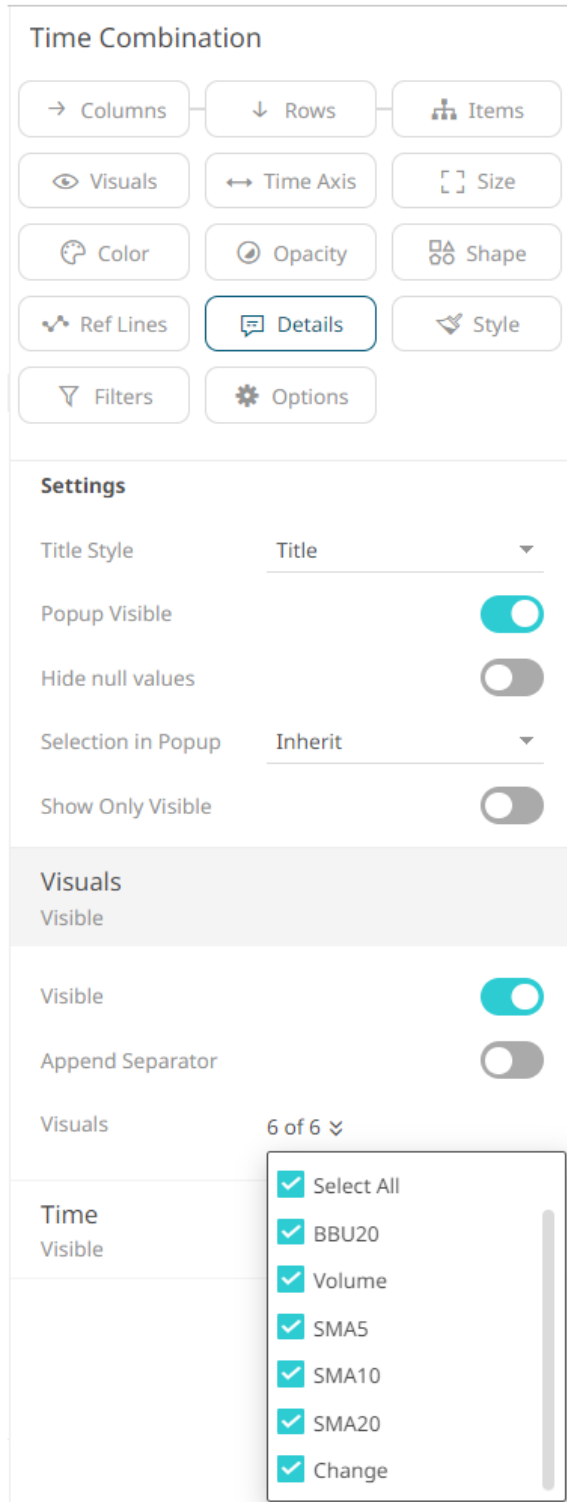 Time Combination
Columns Rows Items
Visuals Time Axis Size
Color Opacity Shape
Ref Lines Details Style
Filters Options
Settings
Title Style Title
Popup Visible
Hide null values
Selection in Popup Inherit
Show Only Visible
Visuals
Visible
Visible
Append Separator
Visuals 6 of 6
Select All
BBU20
Volume
SMA5
SMA10
SMA20
Change
Time
Visible